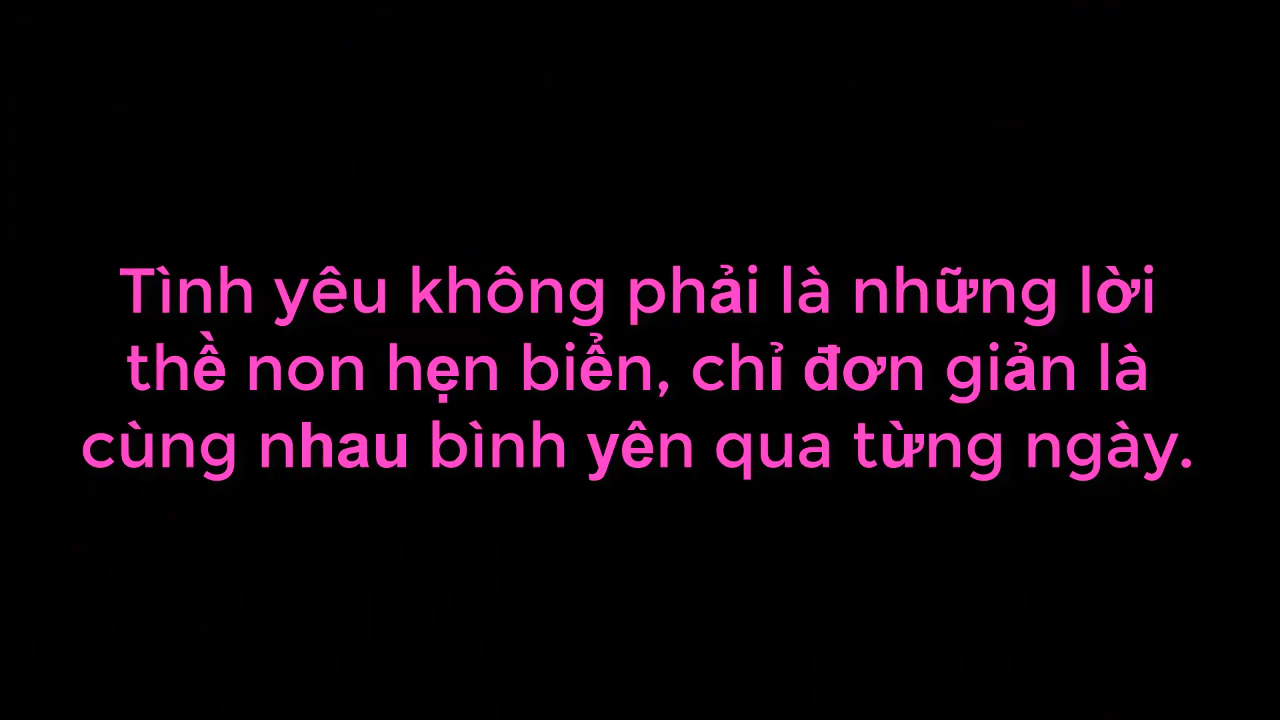 Tình yêu không phải là những lời
thề non hẹn biển, chỉ đơn giản là
cùng nhau bình yên qua từng ngày.